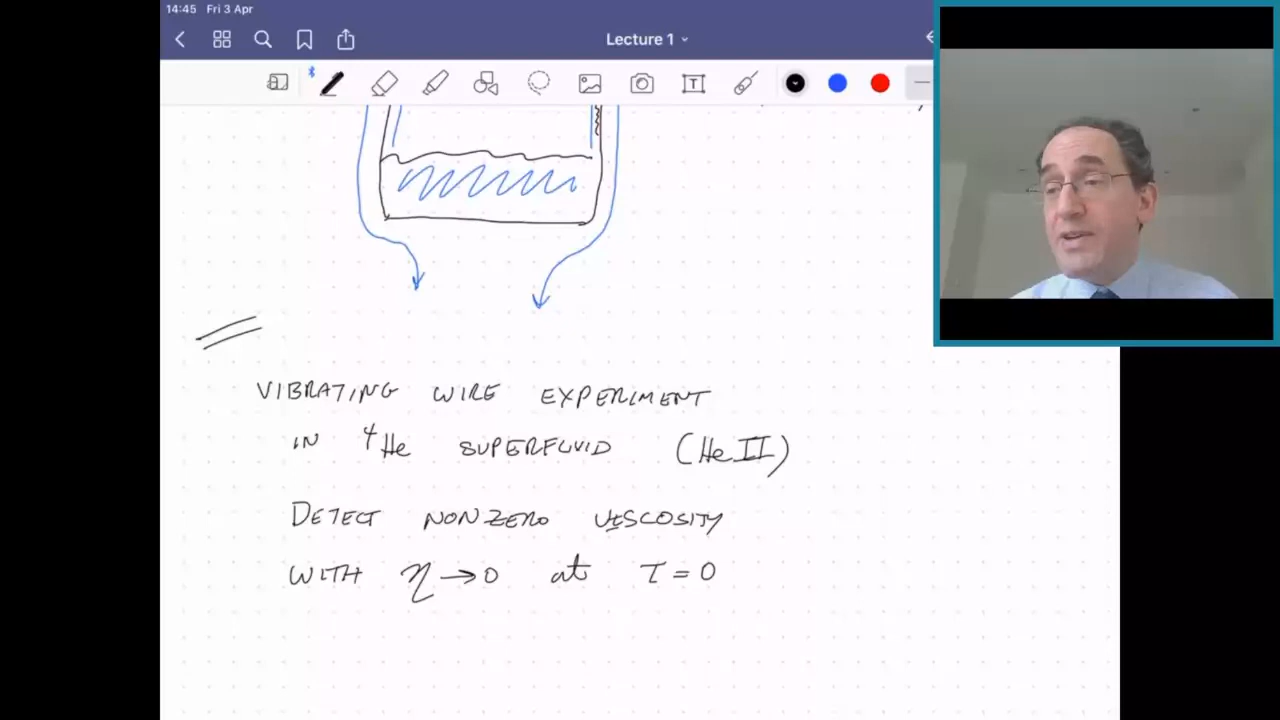 14:45 Fri 3 Apr
Lecture 1
T
VIBRATING WIRE EXPERIMENT
IN ⁴He SUPERFLUID (He II)
DETECT NONZERO VISCOSITY
WITH η → 0 at T = 0